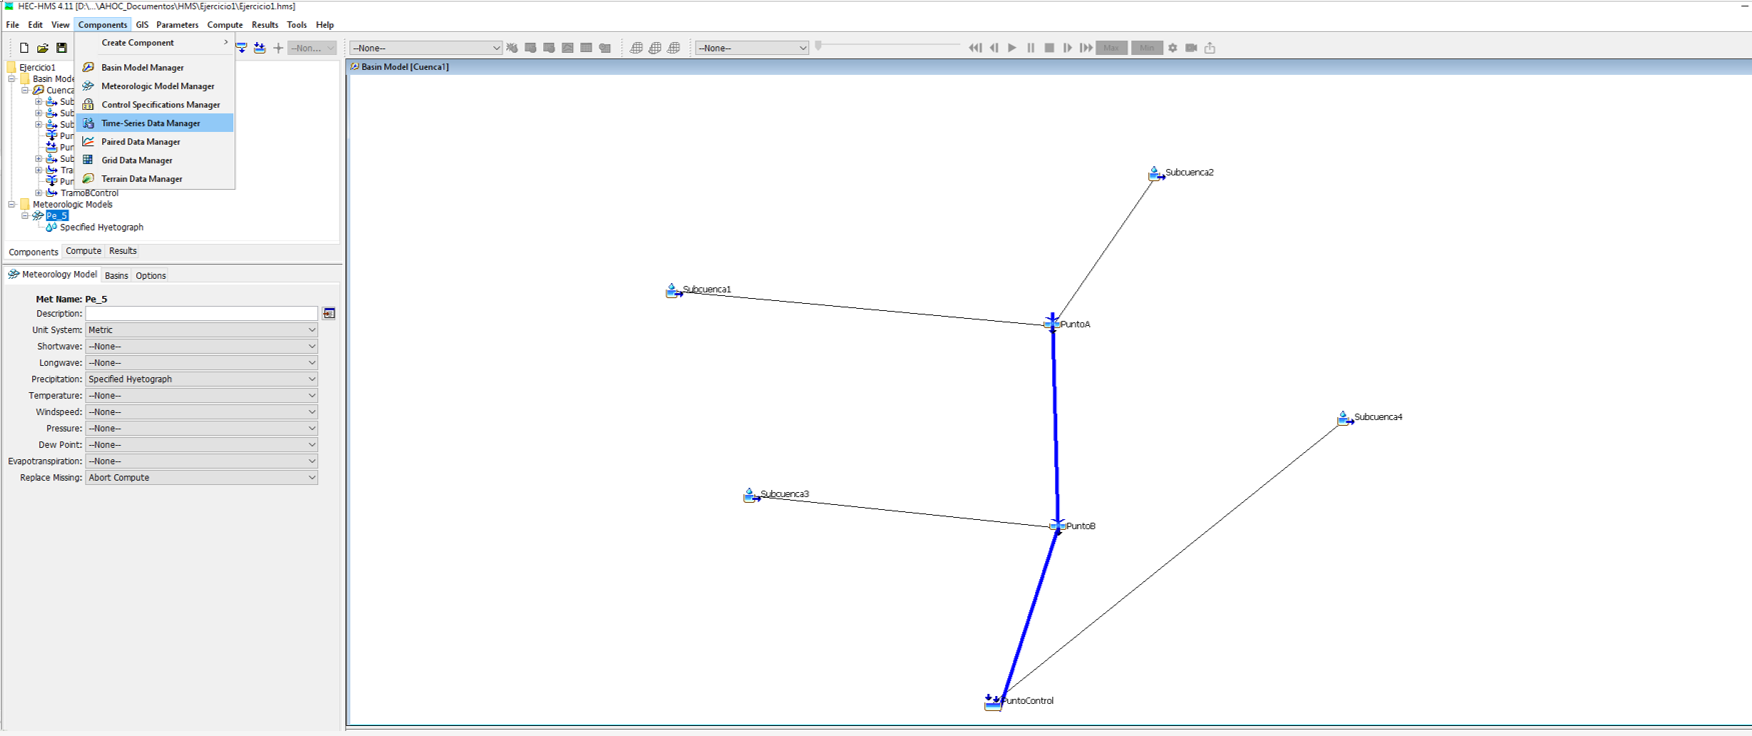 HEC-HMS 4.11 [D:\...\AHOC_Documentos\HMS\Ejercicio1\Ejercicio1.hms]
File Edit View Components GIS Parameters Compute Results Tools Help
Create Component >
Basin Model Manager
Meteorologic Model Manager
Control Specifications Manager
Time-Series Data Manager
Paired Data Manager
Grid Data Manager
Terrain Data Manager
--Non... --None-- --None-- Max Min
Ejercicio1
Basin Mode
Cuenca
Sub
Sub
Sub
Pun
Pun
Sub
Tra
Pun
TramoBControl
Meteorologic Models
Pe_5
Specified Hyetograph
Components Compute Results
Meteorology Model Basins Options
Met Name: Pe_5
Description:
Unit System: Metric
Shortwave: --None--
Longwave: --None--
Precipitation: Specified Hyetograph
Temperature: --None--
Windspeed: --None--
Pressure: --None--
Dew Point: --None--
Evapotranspiration: --None--
Replace Missing: Abort Compute
Basin Model [Cuenca1]
Subcuenca2
Subcuenca1
PuntoA
Subcuenca4
Subcuenca3
PuntoB
PuntoControl